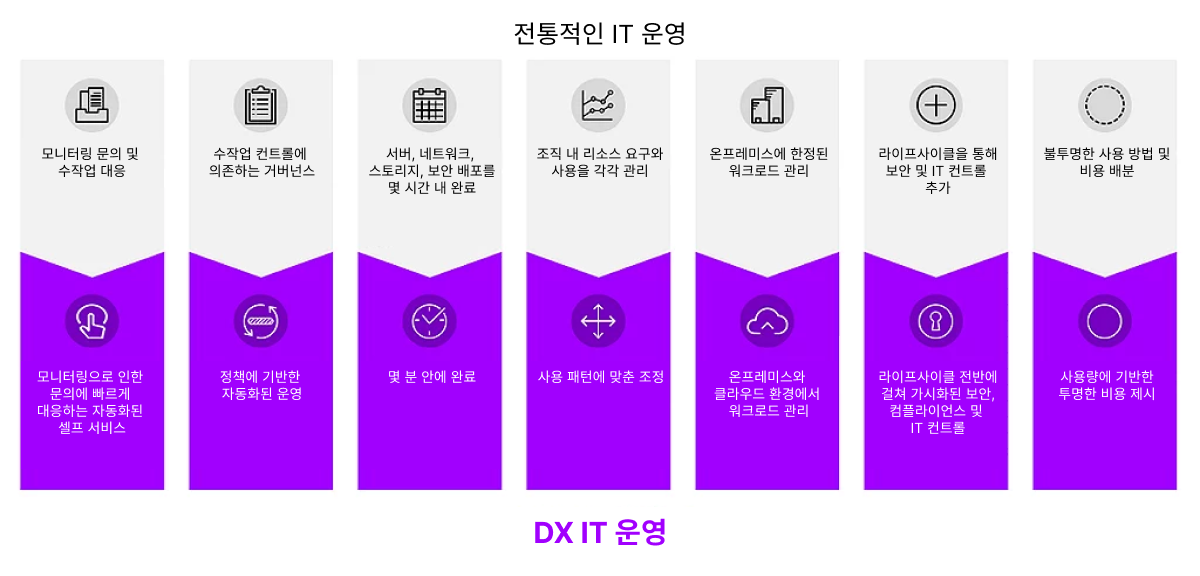 전통적인 IT 운영
모니터링 문의 및
수작업 대응
수작업 컨트롤에
의존하는 거버넌스
서버, 네트워크,
스토리지, 보안 배포를
몇 시간 내 완료
조직 내 리소스 요구와
사용을 각각 관리
온프레미스에 한정된
워크로드 관리
라이프사이클을 통해
보안 및 IT 컨트롤
추가
불투명한 사용 방법 및
비용 배분
모니터링으로 인한
문의에 빠르게
대응하는 자동화된
셀프 서비스
정책에 기반한
자동화된 운영
몇 분 안에 완료
사용 패턴에 맞춘 조정
온프레미스와
클라우드 환경에서
워크로드 관리
라이프사이클 전반에
걸쳐 가시화된 보안,
컴플라이언스 및
IT 컨트롤
사용량에 기반한
투명한 비용 제시
DX IT 운영